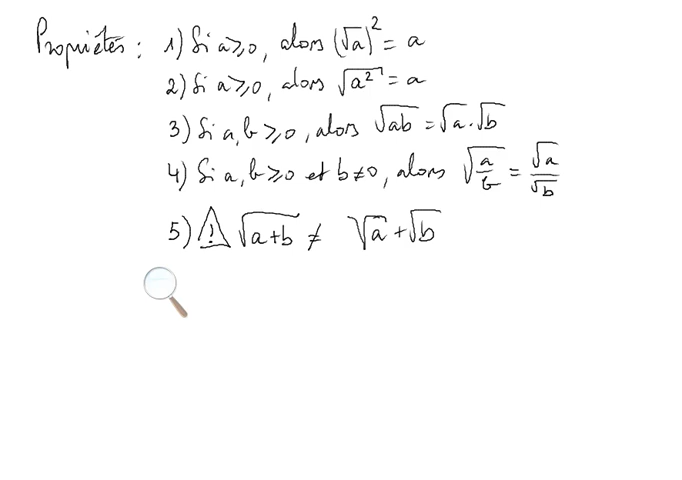 Propriétés : 1) Si a ⩾ 0, alors (√a)² = a
2) Si a ⩾ 0, alors √a² = a
3) Si a, b ⩾ 0, alors √ab = √a · √b
4) Si a, b ⩾ 0 et b ≠ 0, alors √(a/b) = √a/√b
5) ⚠ √(a+b) ≠ √a + √b